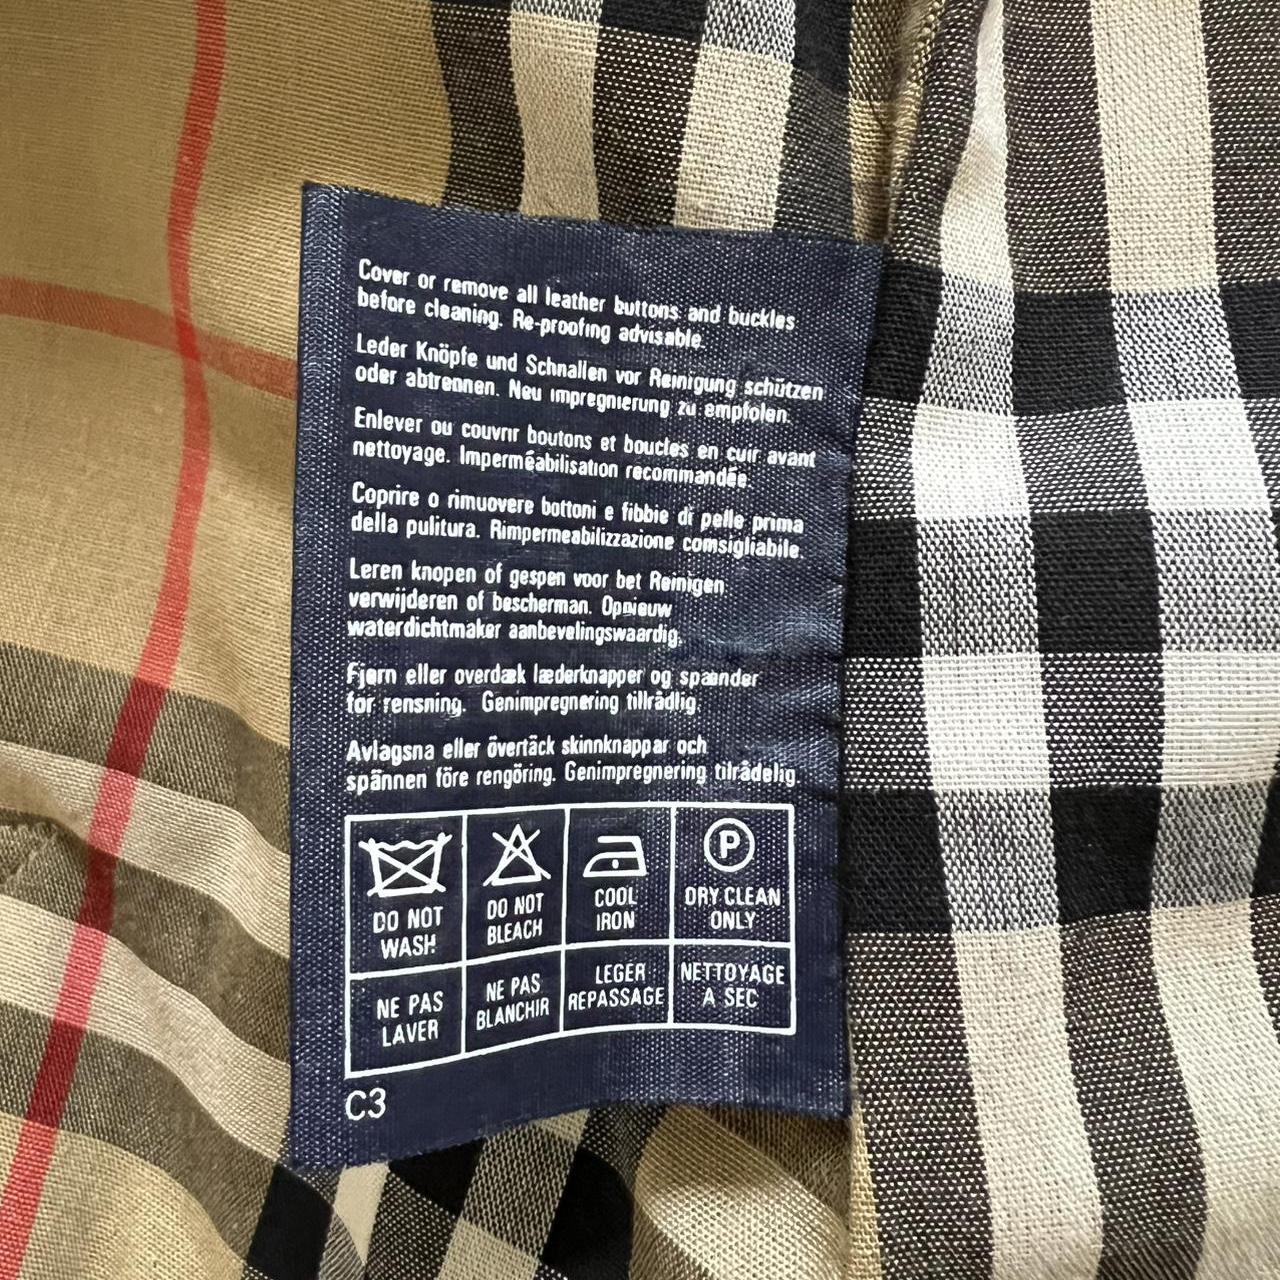 Cover or remove all leather buttons and buckles
before cleaning. Re-proofing advisable.
Leder Knöpfe und Schnallen vor Reinigung schützen
oder abtrennen. Neu impregnierung zu empfolen.
Enlever ou couvrir boutons et boucles en cuir avant
nettoyage. Imperméabilisation recommandée
Coprire o rimuovere bottoni e fibbie di pelle prima
della pulitura. Rimpermeabilizzazione comsigliabile.
Leren knopen of gespen voor bet Reinigen
verwijderen of bescherman. Opnieuw
waterdichtmaker aanbevelingswaardig.
Fjern eller overdæk læderknapper og spænder
for rensning. Genimpregnering tillrådlig.
Avlagsna eller övertäck skinnknappar och
spännen före rengöring. Genimpregnering tilrådelig.
P
DO NOT
WASH
DO NOT
BLEACH
COOL
IRON
DRY CLEAN
ONLY
NE PAS
LAVER
NE PAS
BLANCHIR
LEGER
REPASSAGE
NETTOYAGE
A SEC
C3